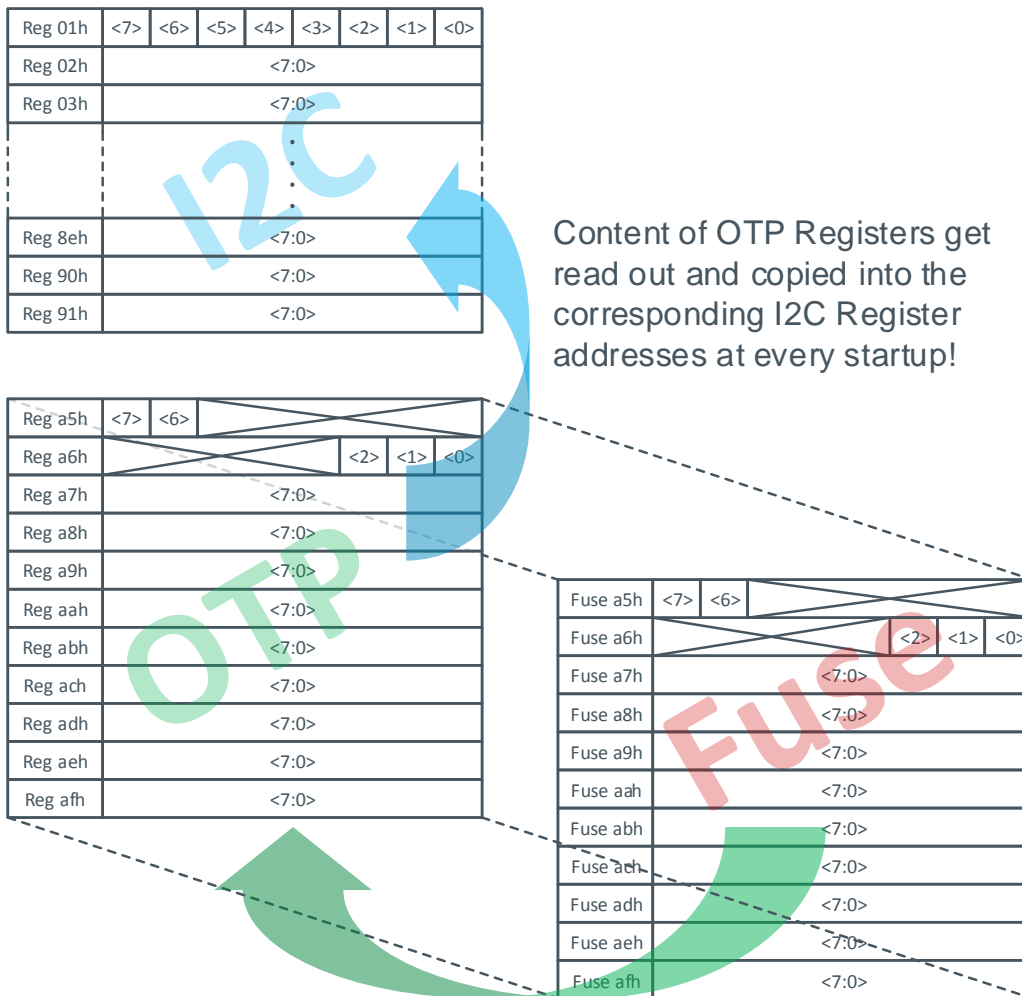 Reg 01h <7> <6> <5> <4> <3> <2> <1> <0>
Reg 02h <7:0>
Reg 03h <7:0>
I2C
Reg 8eh <7:0>
Reg 90h <7:0>
Reg 91h <7:0>
Content of OTP Registers get
read out and copied into the
corresponding I2C Register
addresses at every startup!
Reg a5h <7> <6>
Reg a6h <2> <1> <0>
Reg a7h <7:0>
Reg a8h <7:0>
Reg a9h <7:0>
Reg aah <7:0>
Reg abh <7:0>
Reg ach <7:0>
Reg adh <7:0>
Reg aeh <7:0>
Reg afh <7:0>
OTP
Fuse a5h <7> <6>
Fuse a6h <2> <1> <0>
Fuse a7h <7:0>
Fuse a8h <7:0>
Fuse a9h <7:0>
Fuse aah <7:0>
Fuse abh <7:0>
Fuse ach <7:0>
Fuse adh <7:0>
Fuse aeh <7:0>
Fuse afh <7:0>
Fuse